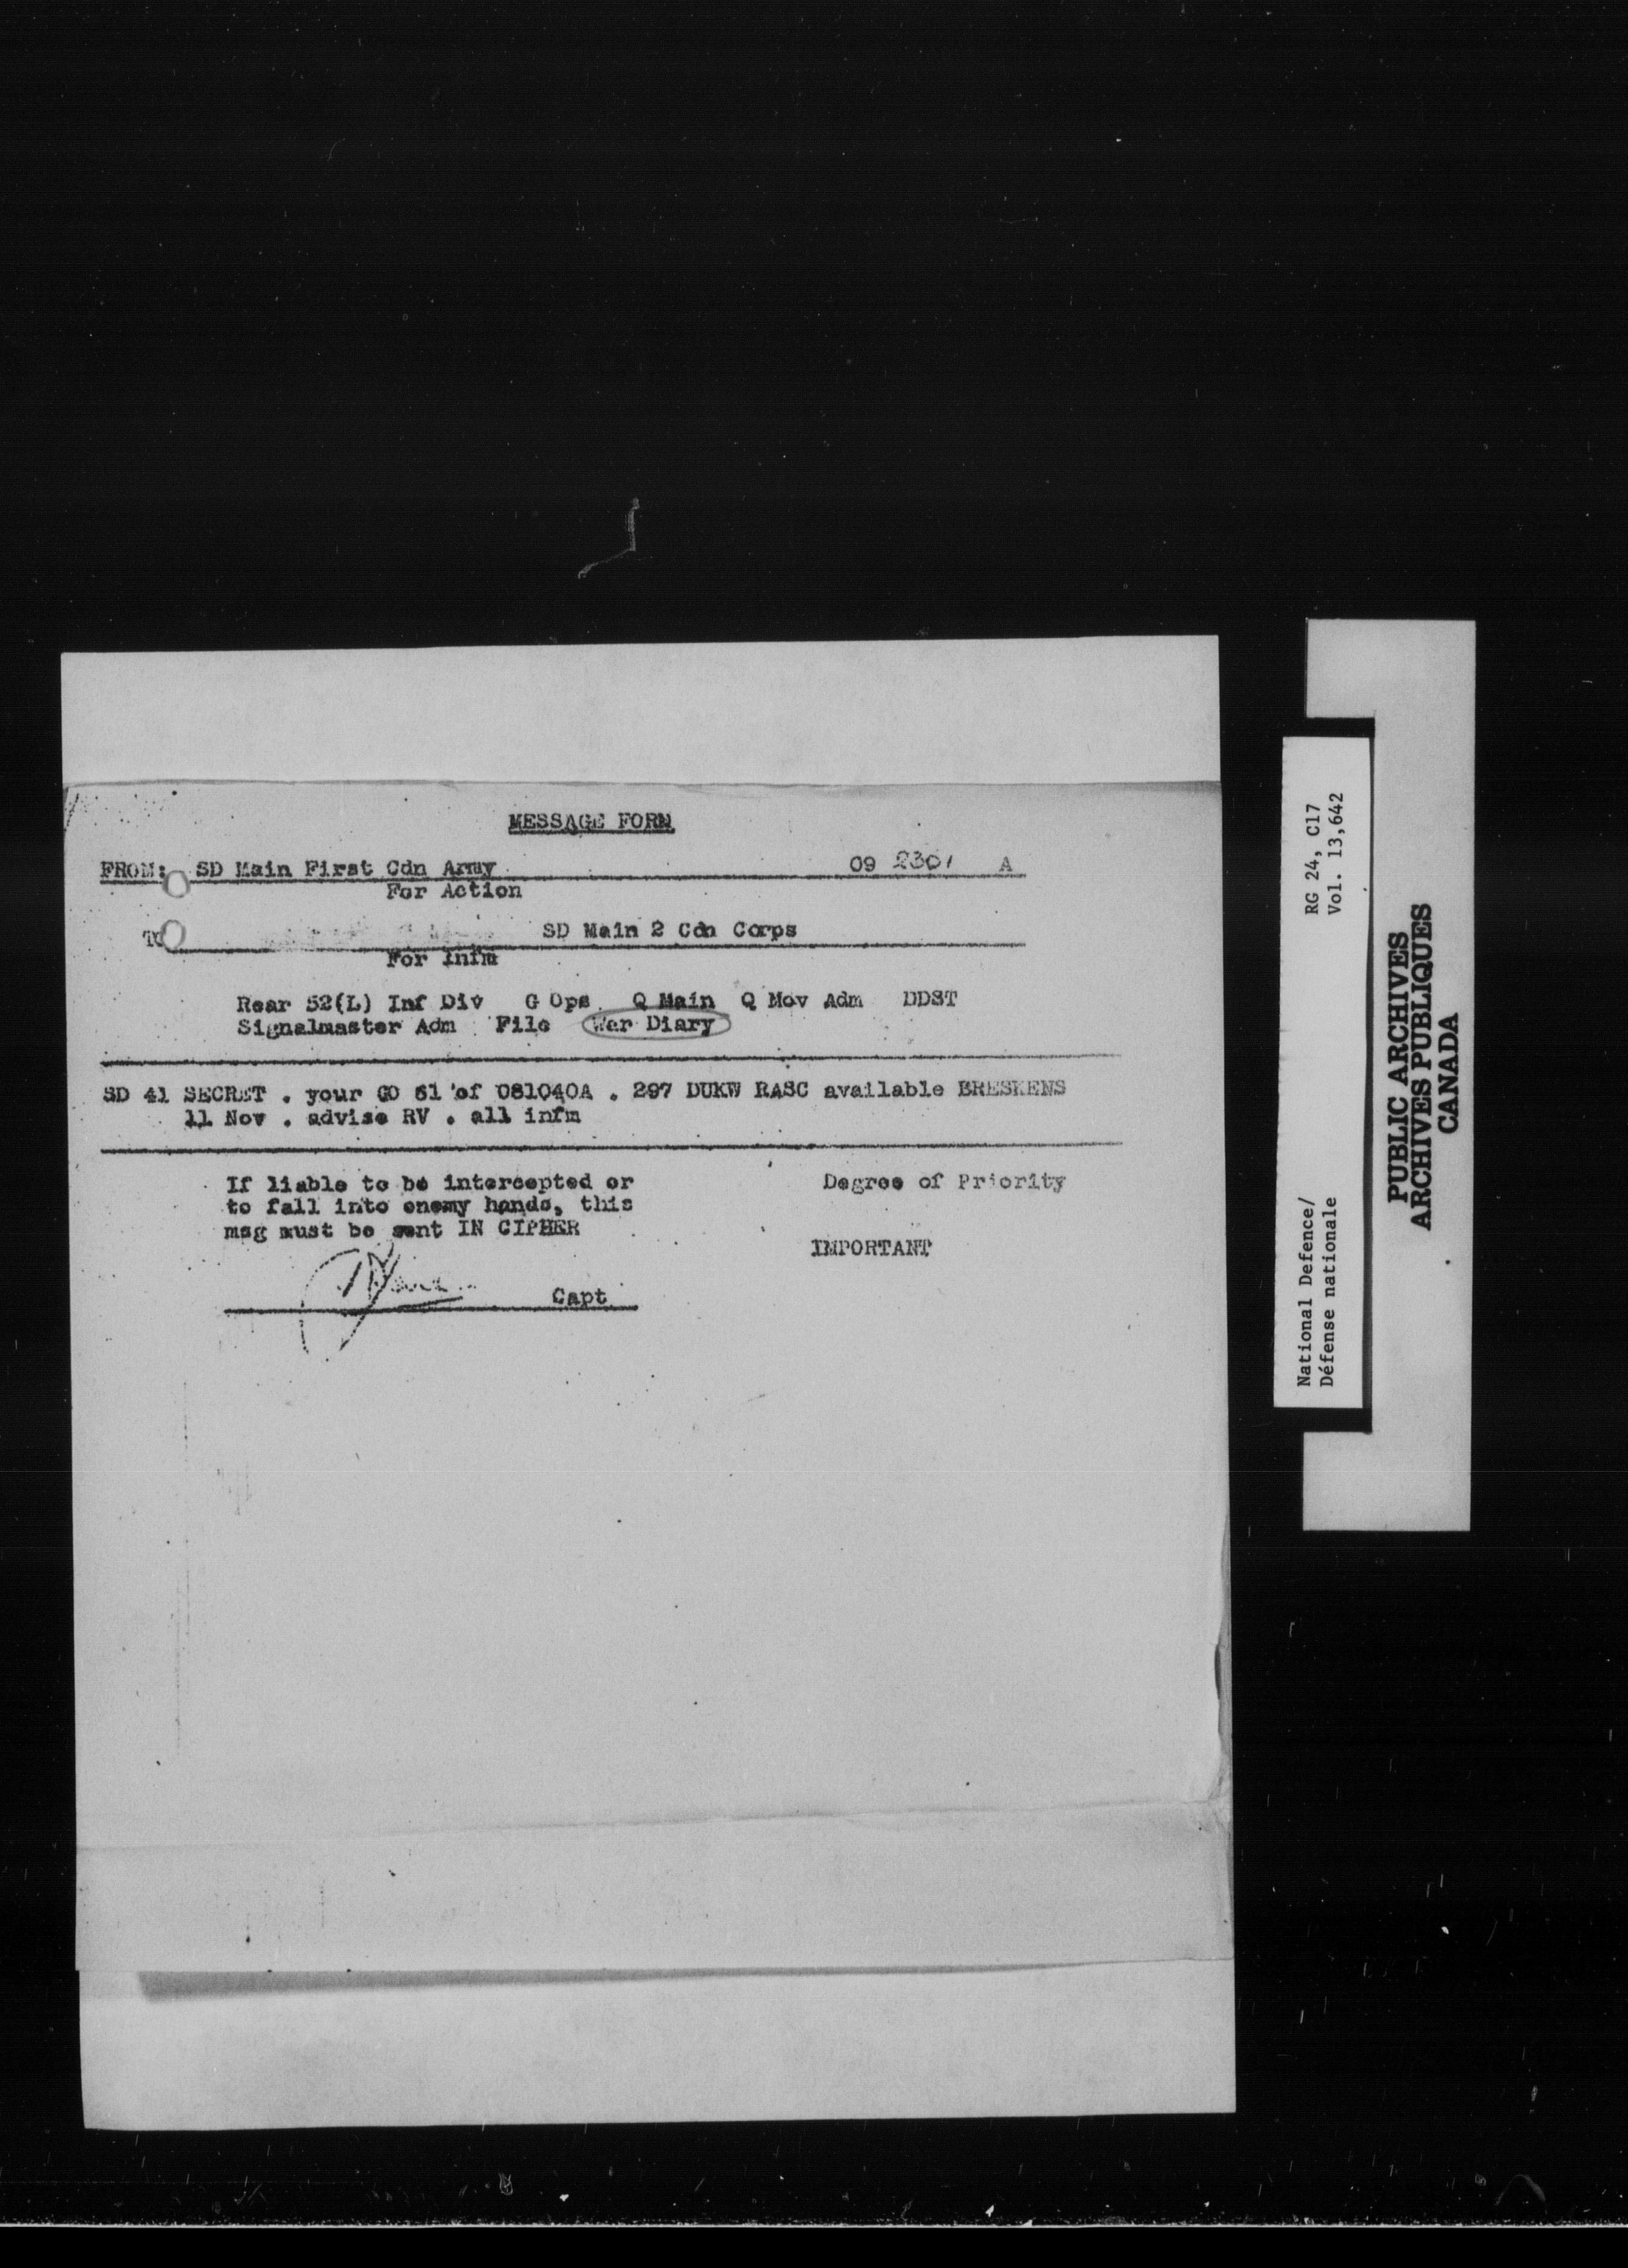 MESSAGE FORM
FROM: SD Main First Cdn Army 09 2301 A
For Action
TO SD Main 2 Cdn Corps
For Infm
Rear 52(L) Inf Div G Ops Q Main Q Mov Adm DDST
Signalmaster Adm File War Diary
SD 41 SECRET . your GO 61 of 081040A . 297 DUKW RASC available BRESKENS
11 Nov . advise RV . all infm
If liable to be intercepted or
to fall into enemy hands, this
msg must be sent IN CIPHER
Degree of Priority
IMPORTANT
Capt
National Defence/
Défense nationale
RG 24, C17
Vol. 13,642
PUBLIC ARCHIVES
ARCHIVES PUBLIQUES
CANADA